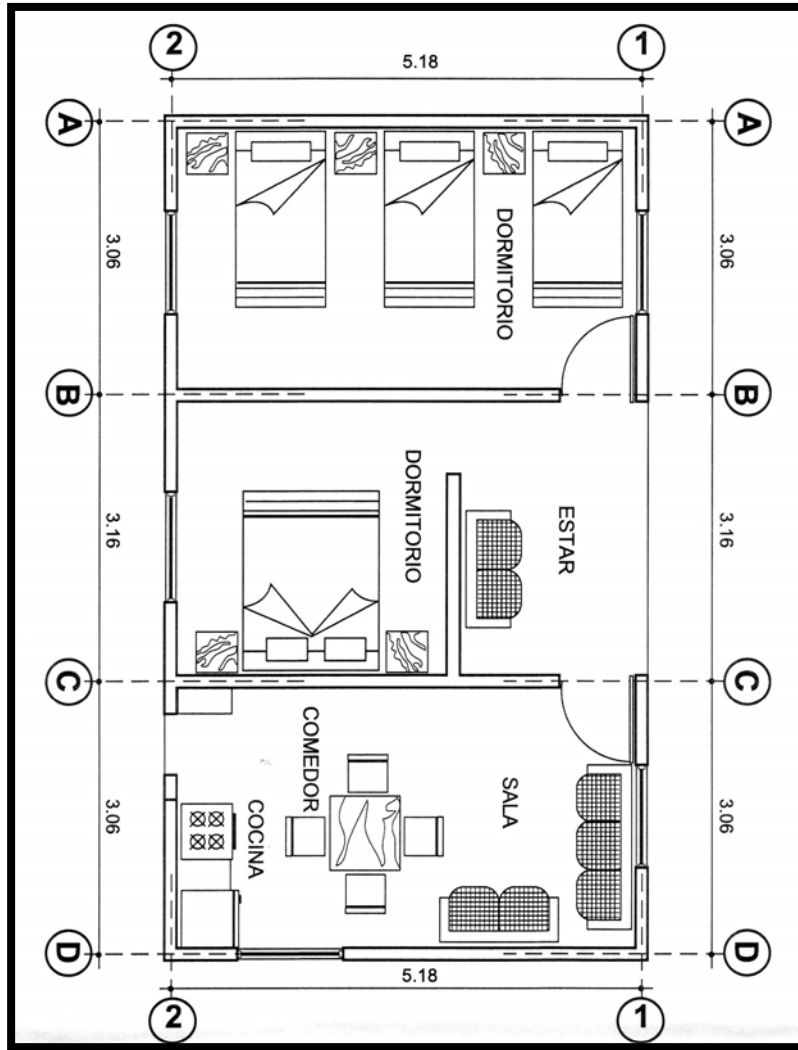 2
1
5.18
A
A
3.06
DORMITORIO
3.06
B
B
3.16
DORMITORIO
ESTAR
3.16
C
C
3.06
COMEDOR
COCINA
SALA
3.06
D
D
5.18
2
1